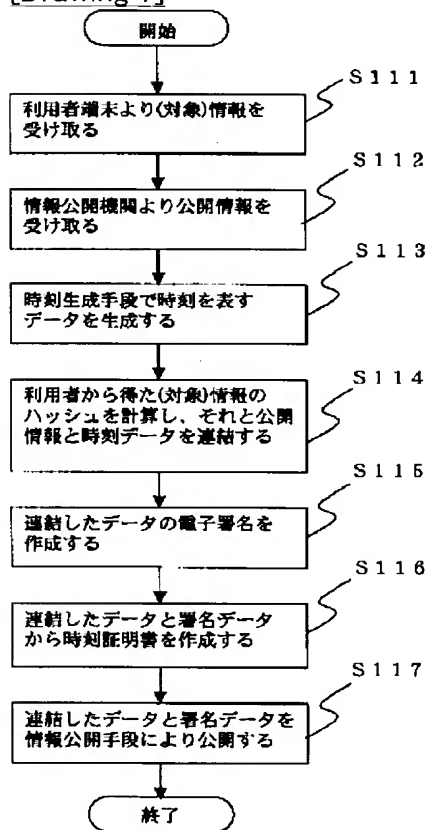 開始
S111
利用者端末より(対象)情報を
受け取る
S112
情報公開機関より公開情報を
受け取る
S113
時刻生成手段で時刻を表す
データを生成する
S114
利用者から得た(対象)情報の
ハッシュを計算し、それと公開
情報と時刻データを連結する
S115
連結したデータの電子署名を
作成する
S116
連結したデータと署名データ
から時刻証明書を作成する
S117
連結したデータと署名データを
情報公開手段により公開する
終了